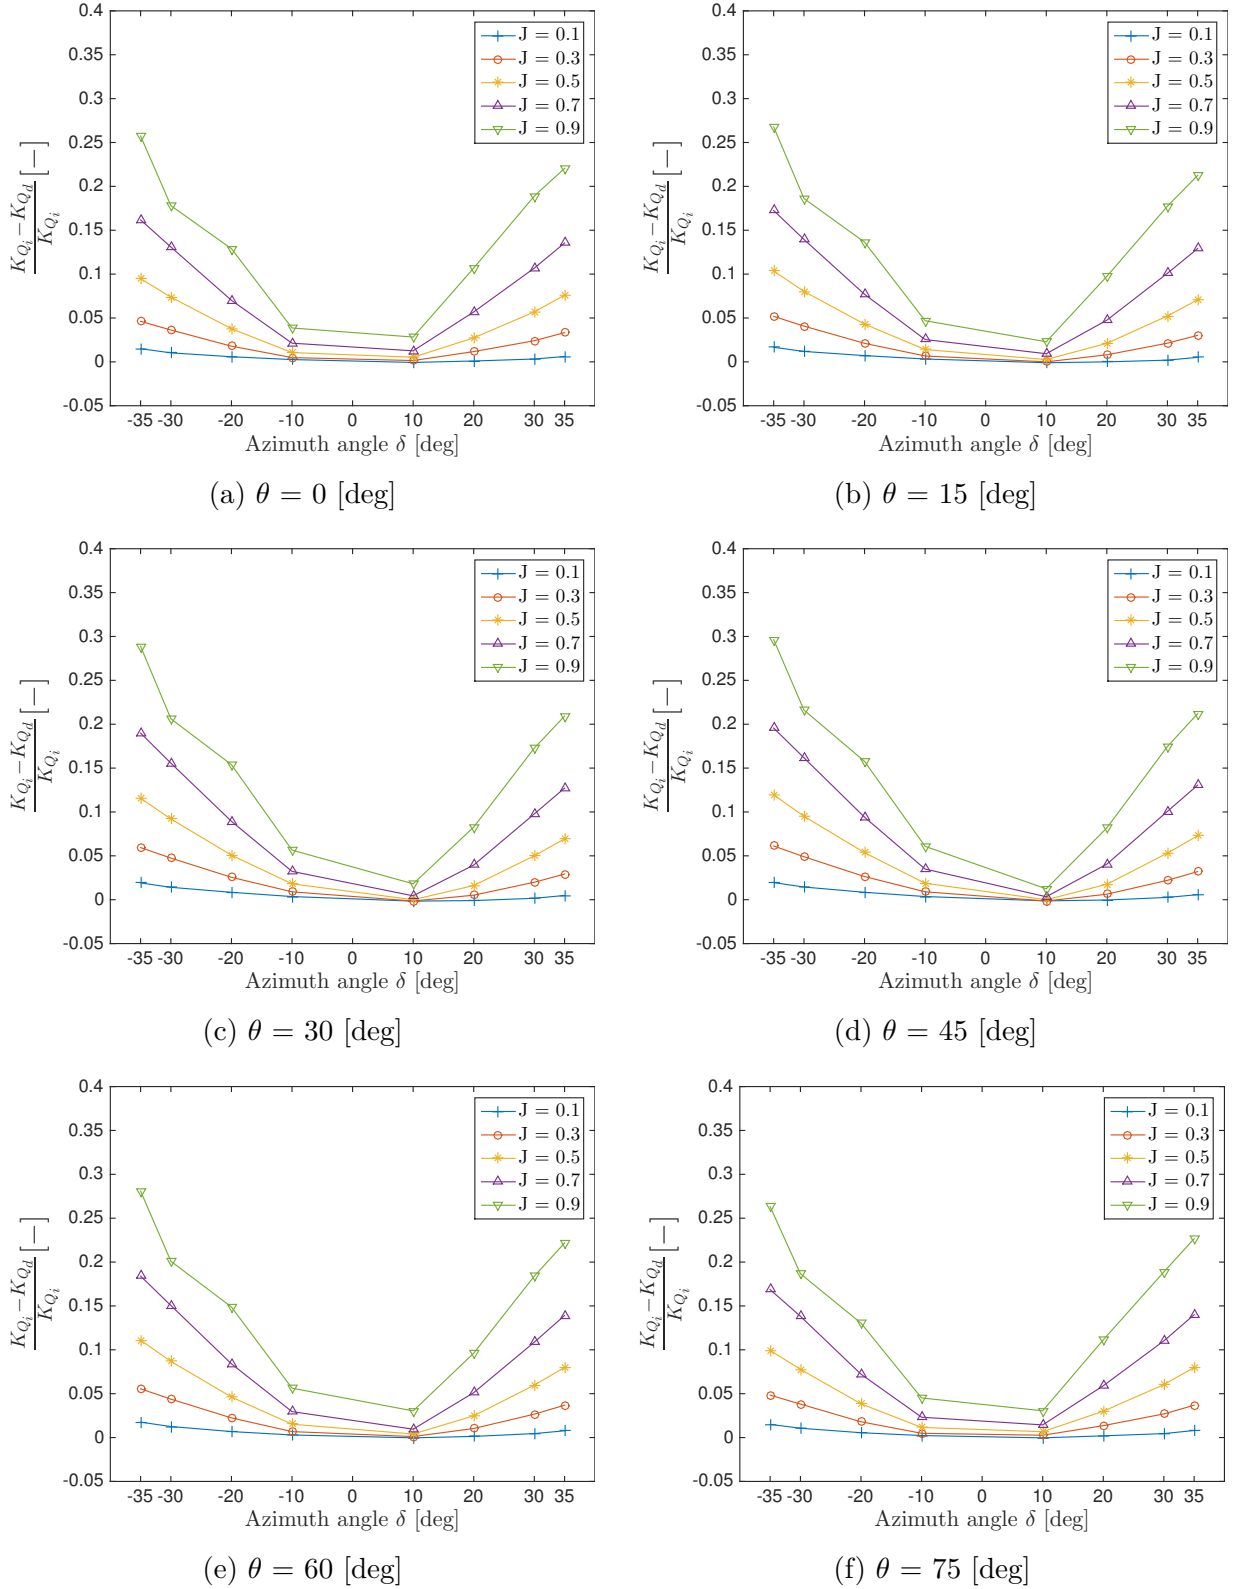 0.4
0.35
0.3
0.25
0.2
0.15
0.1
0.05
0
-0.05
K_{Q_i} − K_{Q_d}
K_{Q_i}
[−]
J = 0.1
J = 0.3
J = 0.5
J = 0.7
J = 0.9
-35 -30 -20 -10 0 10 20 30 35
Azimuth angle δ [deg]
(a) θ = 0 [deg]
0.4
0.35
0.3
0.25
0.2
0.15
0.1
0.05
0
-0.05
K_{Q_i} − K_{Q_d}
K_{Q_i}
[−]
J = 0.1
J = 0.3
J = 0.5
J = 0.7
J = 0.9
-35 -30 -20 -10 0 10 20 30 35
Azimuth angle δ [deg]
(b) θ = 15 [deg]
0.4
0.35
0.3
0.25
0.2
0.15
0.1
0.05
0
-0.05
K_{Q_i} − K_{Q_d}
K_{Q_i}
[−]
J = 0.1
J = 0.3
J = 0.5
J = 0.7
J = 0.9
-35 -30 -20 -10 0 10 20 30 35
Azimuth angle δ [deg]
(c) θ = 30 [deg]
0.4
0.35
0.3
0.25
0.2
0.15
0.1
0.05
0
-0.05
K_{Q_i} − K_{Q_d}
K_{Q_i}
[−]
J = 0.1
J = 0.3
J = 0.5
J = 0.7
J = 0.9
-35 -30 -20 -10 0 10 20 30 35
Azimuth angle δ [deg]
(d) θ = 45 [deg]
0.4
0.35
0.3
0.25
0.2
0.15
0.1
0.05
0
-0.05
K_{Q_i} − K_{Q_d}
K_{Q_i}
[−]
J = 0.1
J = 0.3
J = 0.5
J = 0.7
J = 0.9
-35 -30 -20 -10 0 10 20 30 35
Azimuth angle δ [deg]
(e) θ = 60 [deg]
0.4
0.35
0.3
0.25
0.2
0.15
0.1
0.05
0
-0.05
K_{Q_i} − K_{Q_d}
K_{Q_i}
[−]
J = 0.1
J = 0.3
J = 0.5
J = 0.7
J = 0.9
-35 -30 -20 -10 0 10 20 30 35
Azimuth angle δ [deg]
(f) θ = 75 [deg]